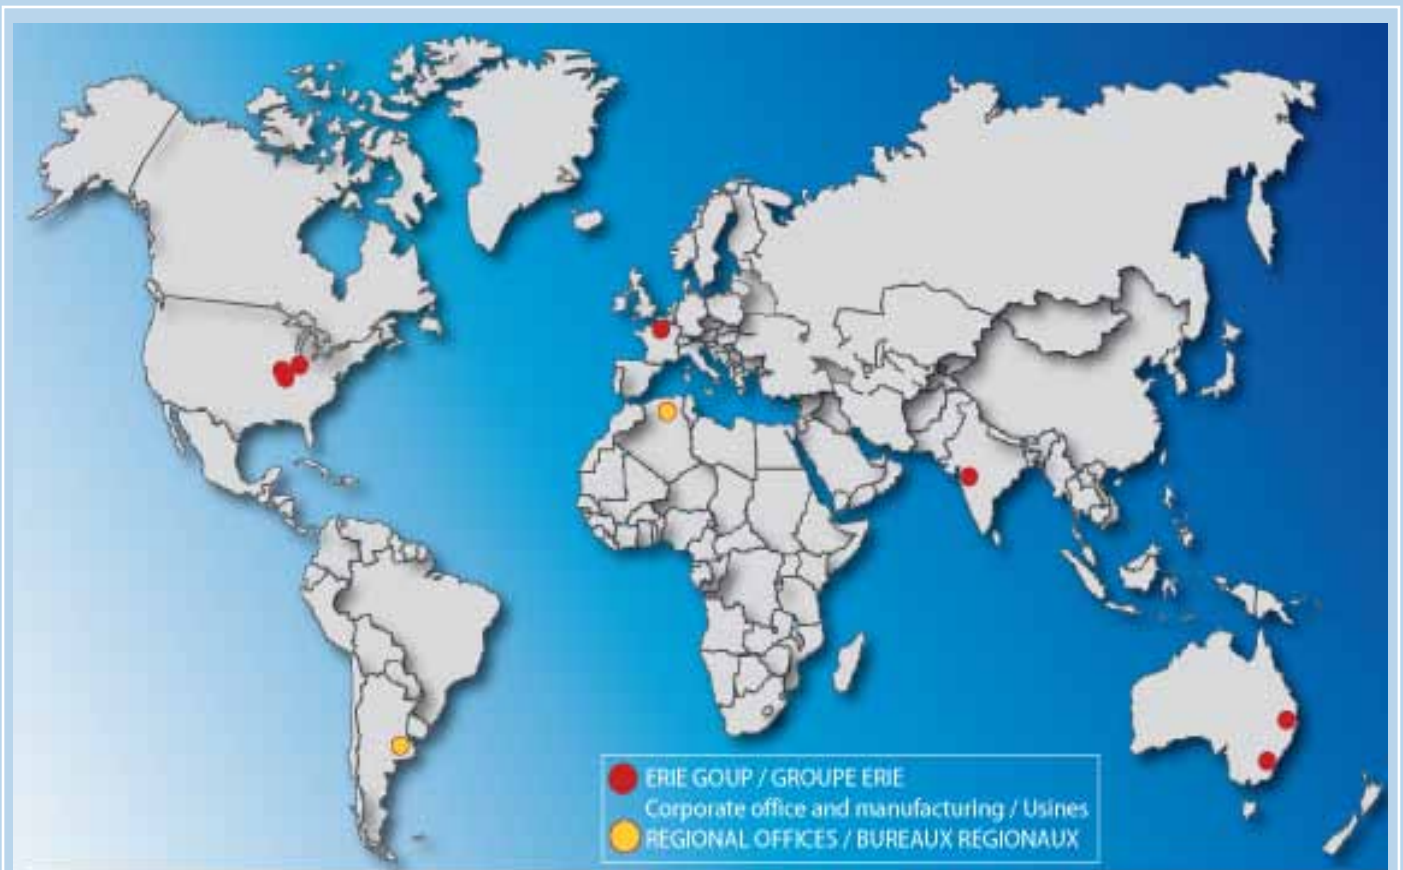 ERIE GOUP / GROUPE ERIE
Corporate office and manufacturing / Usines
REGIONAL OFFICES / BUREAUX REGIONAUX